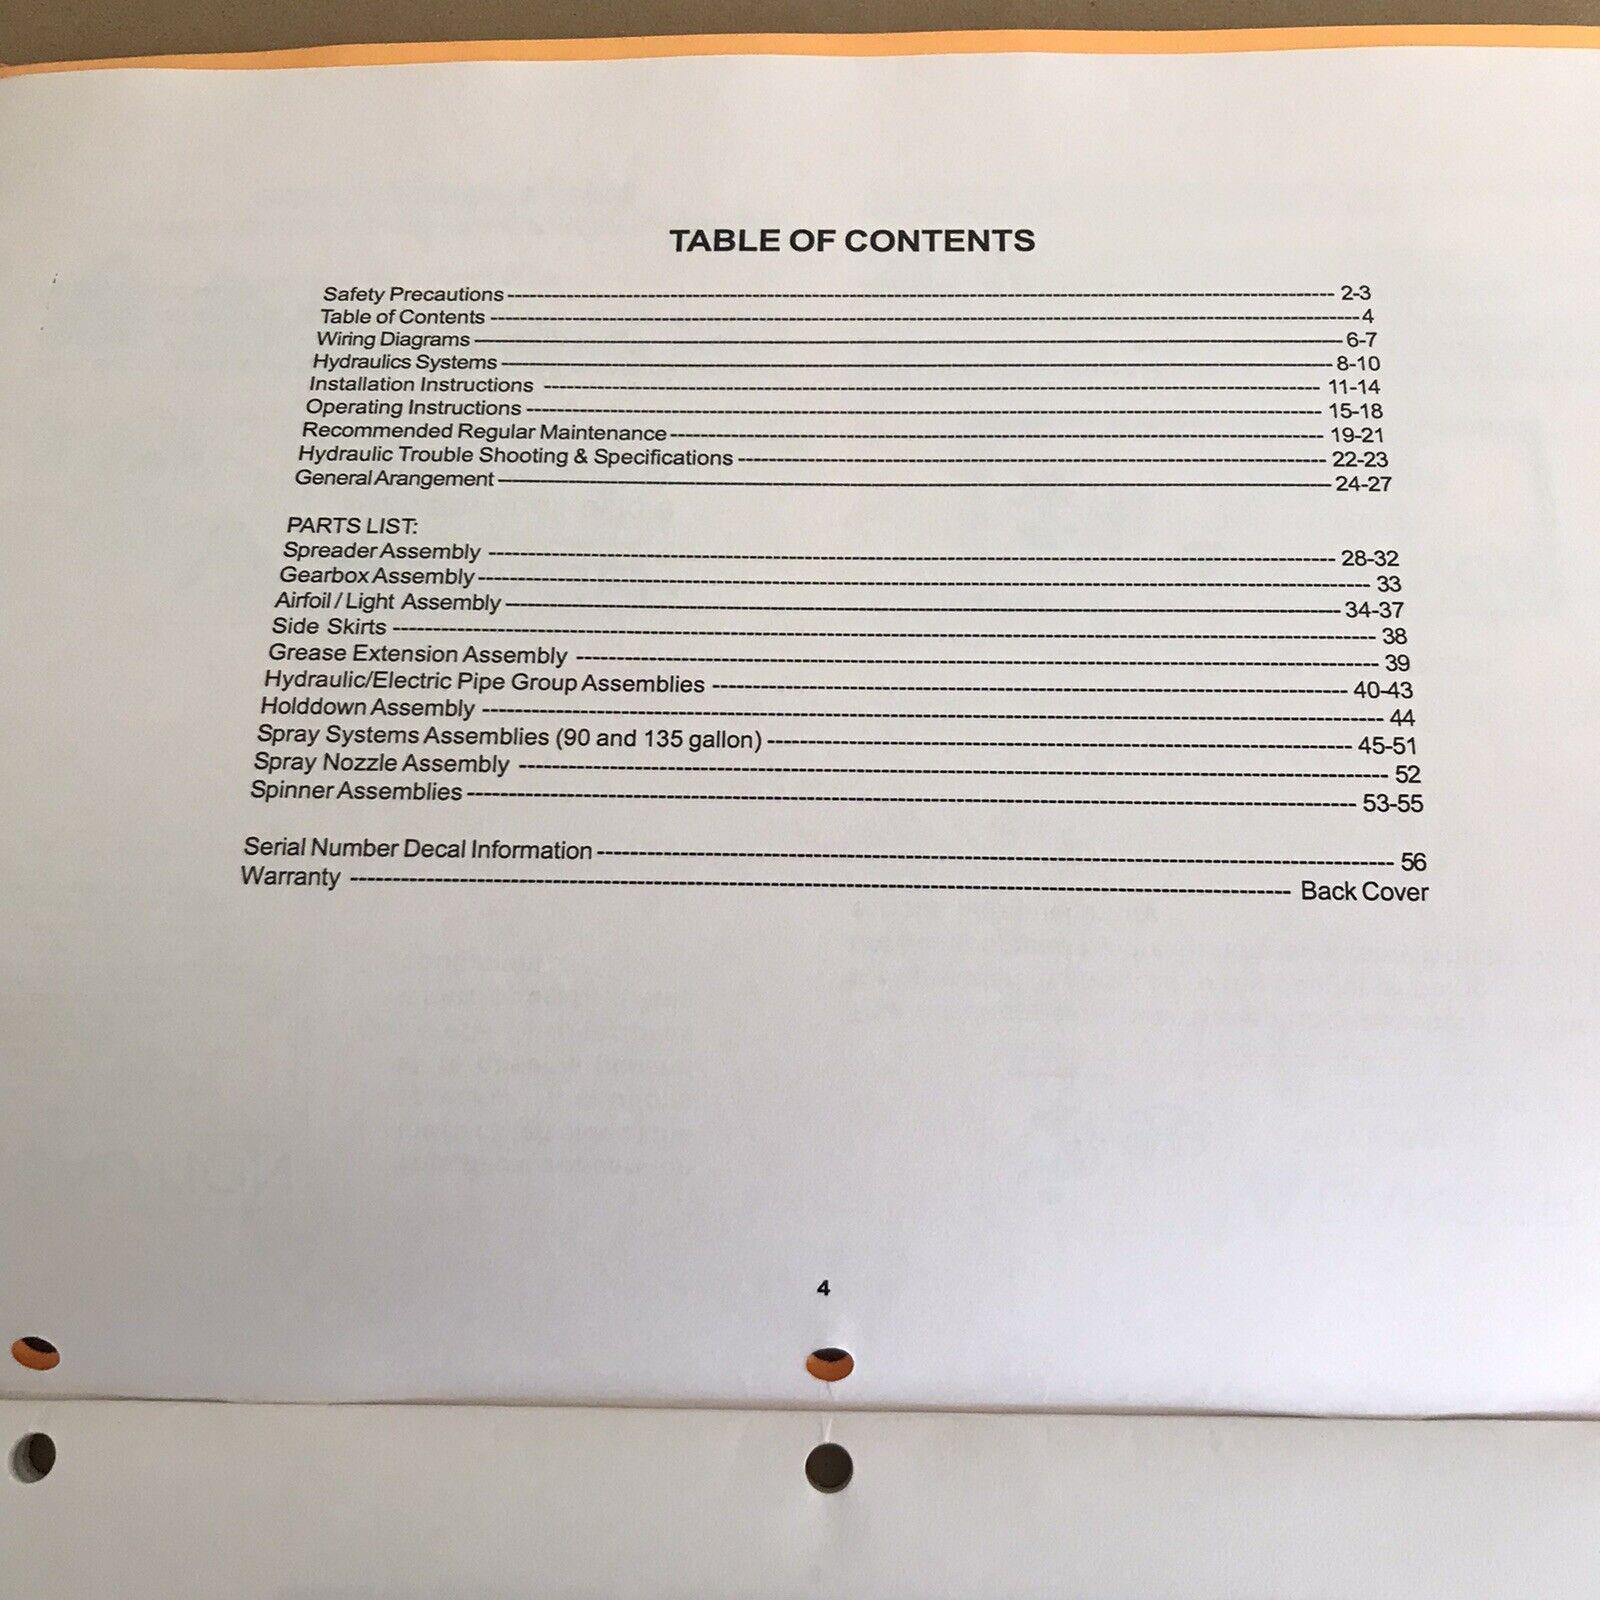 TABLE OF CONTENTS
Safety Precautions ---------- 2-3
Table of Contents ---------- 4
Wiring Diagrams ---------- 6-7
Hydraulics Systems ---------- 8-10
Installation Instructions ---------- 11-14
Operating Instructions ---------- 15-18
Recommended Regular Maintenance ---------- 19-21
Hydraulic Trouble Shooting & Specifications ---------- 22-23
General Arangement ---------- 24-27
PARTS LIST:
Spreader Assembly ---------- 28-32
Gearbox Assembly ---------- 33
Airfoil / Light Assembly ---------- 34-37
Side Skirts ---------- 38
Grease Extension Assembly ---------- 39
Hydraulic/Electric Pipe Group Assemblies ---------- 40-43
Holddown Assembly ---------- 44
Spray Systems Assemblies (90 and 135 gallon) ---------- 45-51
Spray Nozzle Assembly ---------- 52
Spinner Assemblies ---------- 53-55
Serial Number Decal Information ---------- 56
Warranty ---------- Back Cover
4